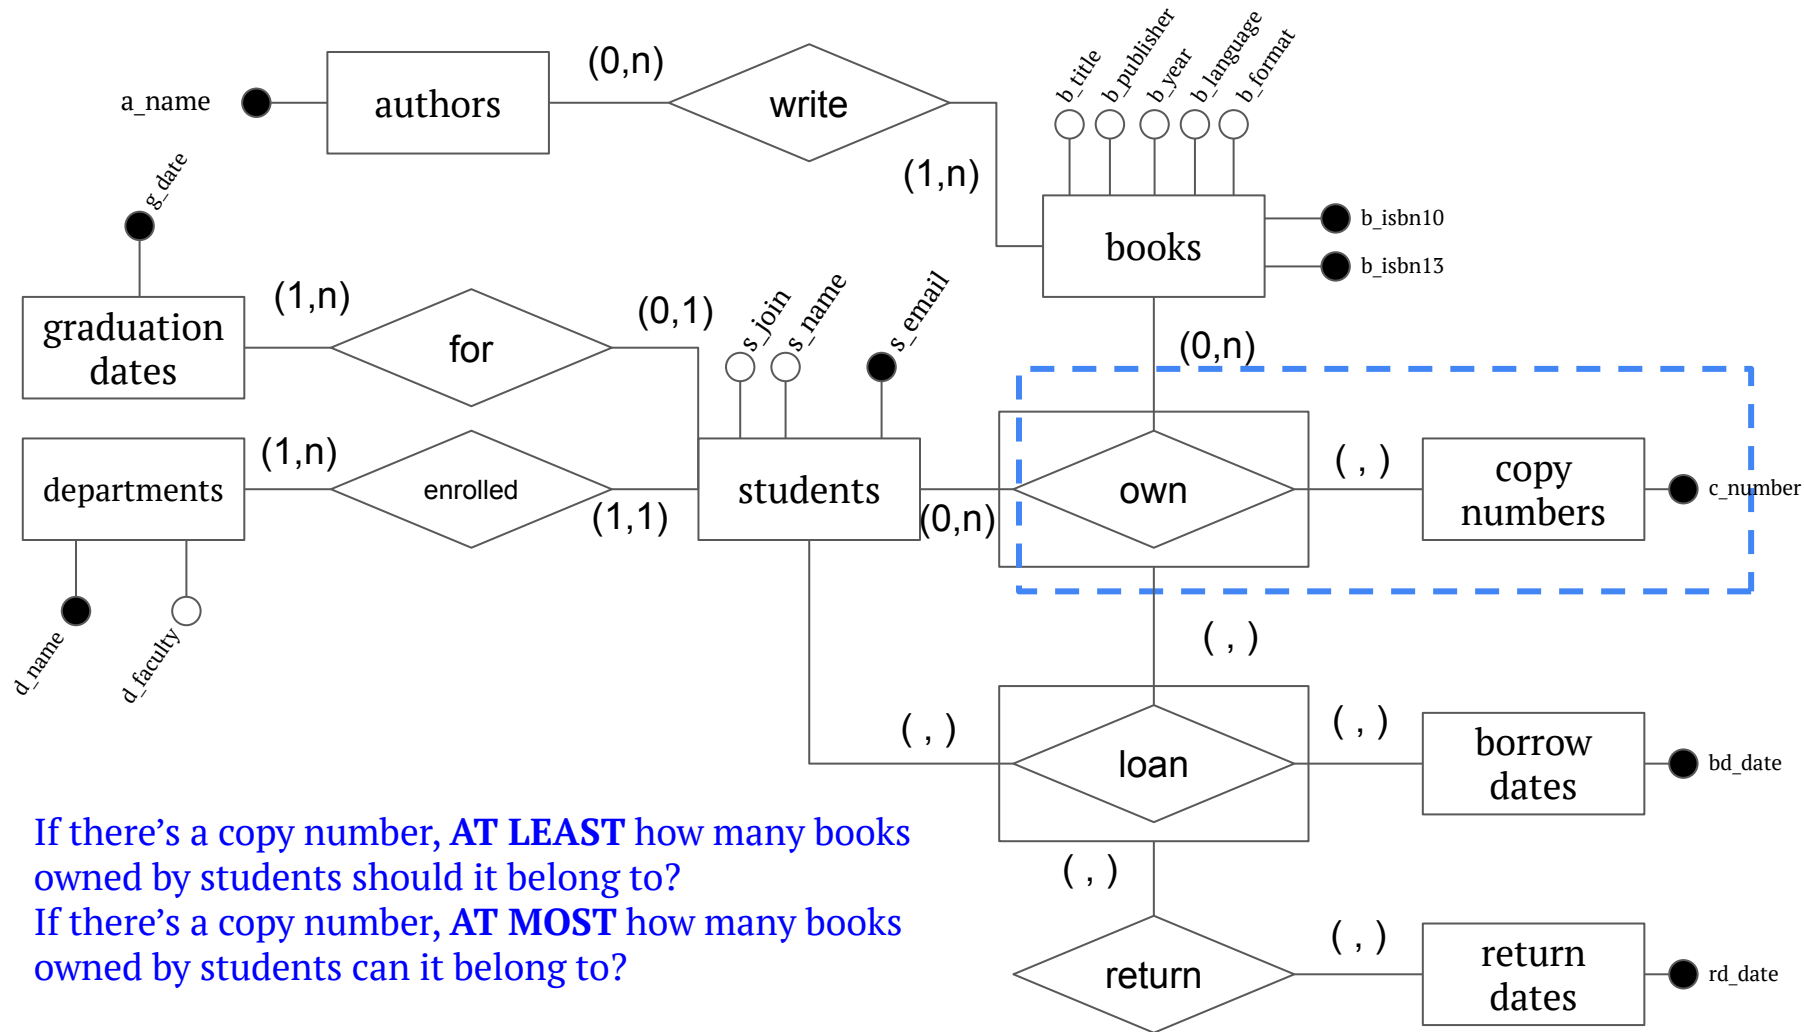 b_title
b_publisher
b_year
b_language
b_format
a_name
authors
(0,n)
write
(1,n)
books
b_isbn10
b_isbn13
g_date
graduation
dates
(1,n)
for
(0,1)
s_join
s_name
s_email
(0,n)
departments
(1,n)
enrolled
(1,1)
students
(0,n)
own
( , )
copy
numbers
c_number
d_name
d_faculty
( , )
( , )
loan
( , )
borrow
dates
bd_date
If there’s a copy number, AT LEAST how many books
owned by students should it belong to?
If there’s a copy number, AT MOST how many books
owned by students can it belong to?
( , )
return
( , )
return
dates
rd_date